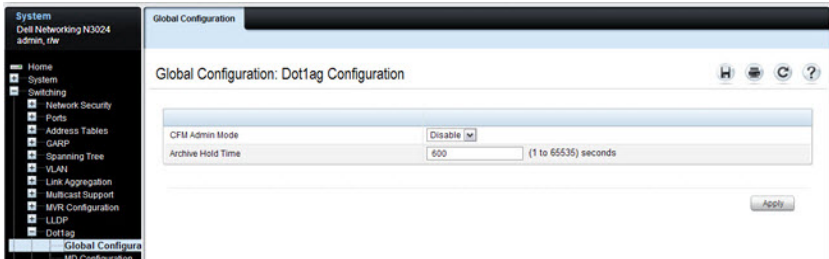 System
Dell Networking N3024
admin, r/w
Home
System
Switching
Network Security
Ports
Address Tables
GARP
Spanning Tree
VLAN
Link Aggregation
Multicast Support
MVR Configuration
LLDP
Dot1ag
Global Configura
MD Configuration
Global Configuration
Global Configuration: Dot1ag Configuration
CFM Admin Mode Disable
Archive Hold Time 600 (1 to 65535) seconds
Apply